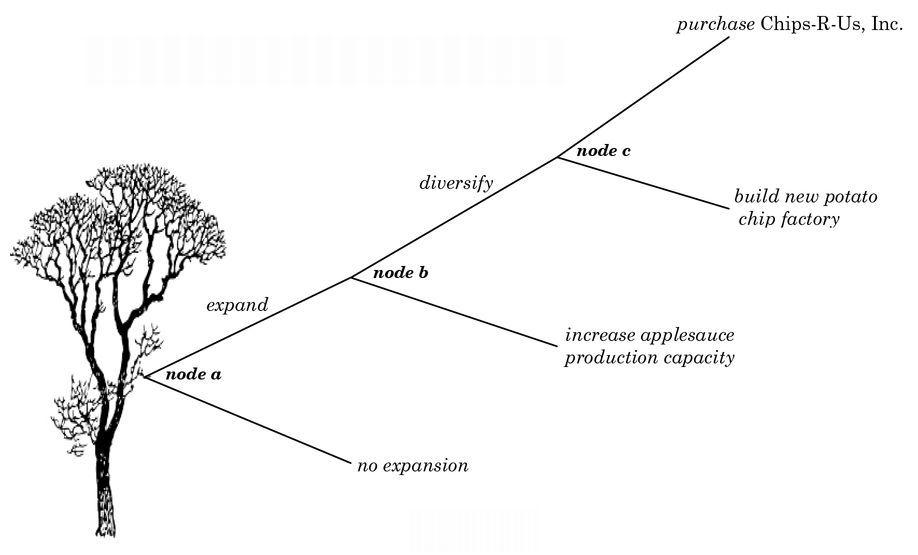 purchase Chips-R-Us, Inc.
node c
diversify
build new potato
chip factory
node b
expand
increase applesauce
production capacity
node a
no expansion